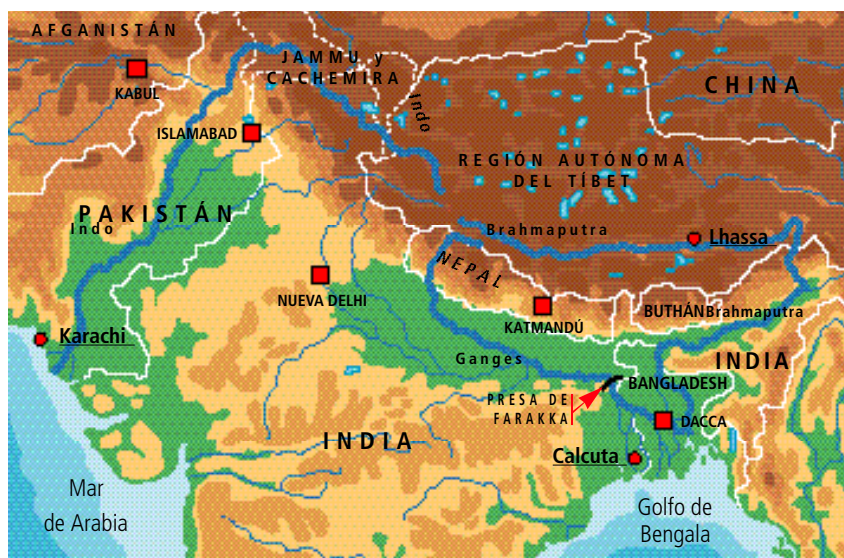 AFGANISTÁN
KABUL
JAMMU y
CACHEMIRA
CHINA
Indo
ISLAMABAD
REGIÓN AUTÓNOMA
DEL TÍBET
PAKISTÁN
Indo
Brahmaputra
Lhassa
NEPAL
NUEVA DELHI
KATMANDÚ
BUTHÁN
Brahmaputra
Karachi
Ganges
INDIA
BANGLADESH
PRESA DE
FARAKKA
DACCA
INDIA
Calcuta
Mar
de Arabia
Golfo de
Bengala